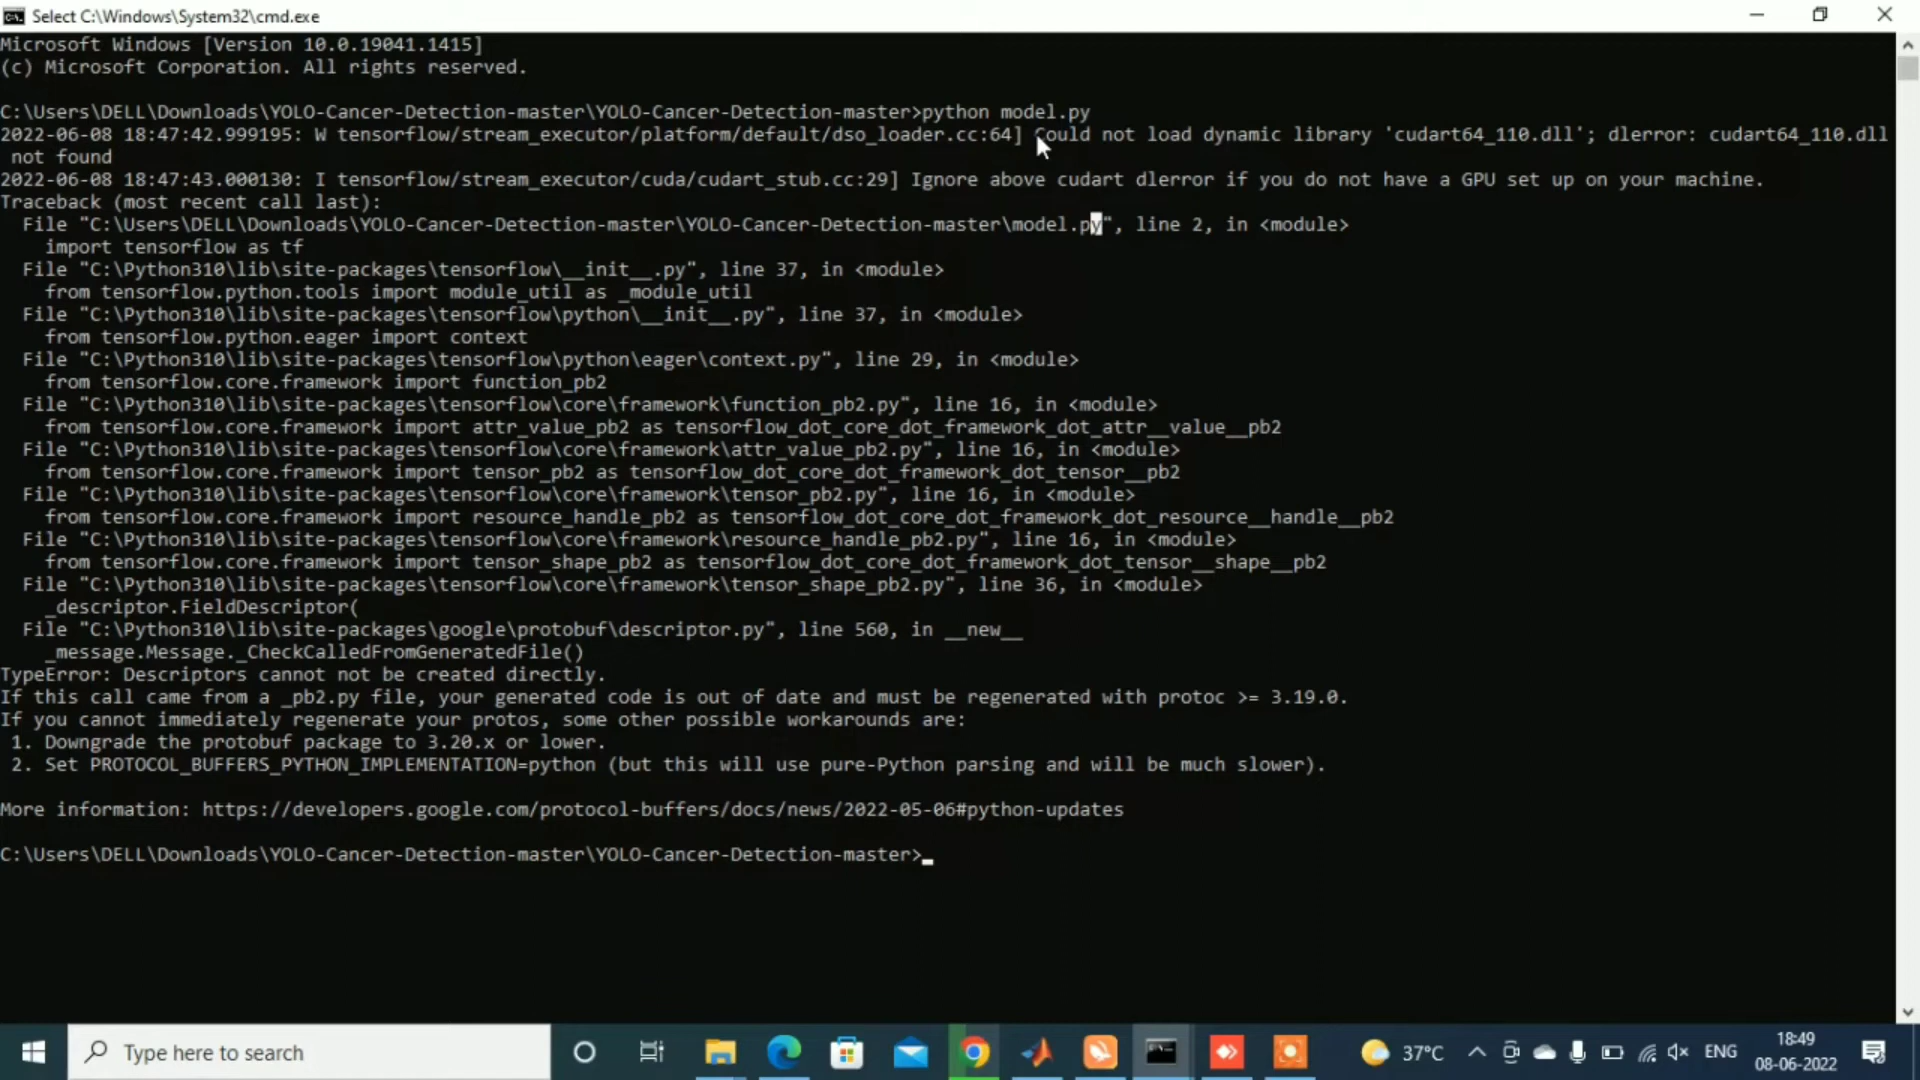 Select C:\Windows\System32\cmd.exe
Microsoft Windows [Version 10.0.19041.1415]
(c) Microsoft Corporation. All rights reserved.
C:\Users\DELL\Downloads\YOLO-Cancer-Detection-master\YOLO-Cancer-Detection-master>python model.py
2022-06-08 18:47:42.999195: W tensorflow/stream_executor/platform/default/dso_loader.cc:64] Could not load dynamic library 'cudart64_110.dll'; dlerror: cudart64_110.dll
not found
2022-06-08 18:47:43.000130: I tensorflow/stream_executor/cuda/cudart_stub.cc:29] Ignore above cudart dlerror if you do not have a GPU set up on your machine.
Traceback (most recent call last):
File "C:\Users\DELL\Downloads\YOLO-Cancer-Detection-master\YOLO-Cancer-Detection-master\model.py", line 2, in <module>
import tensorflow as tf
File "C:\Python310\lib\site-packages\tensorflow\__init__.py", line 37, in <module>
from tensorflow.python.tools import module_util as _module_util
File "C:\Python310\lib\site-packages\tensorflow\python\__init__.py", line 37, in <module>
from tensorflow.python.eager import context
File "C:\Python310\lib\site-packages\tensorflow\python\eager\context.py", line 29, in <module>
from tensorflow.core.framework import function_pb2
File "C:\Python310\lib\site-packages\tensorflow\core\framework\function_pb2.py", line 16, in <module>
from tensorflow.core.framework import attr_value_pb2 as tensorflow_dot_core_dot_framework_dot_attr__value__pb2
File "C:\Python310\lib\site-packages\tensorflow\core\framework\attr_value_pb2.py", line 16, in <module>
from tensorflow.core.framework import tensor_pb2 as tensorflow_dot_core_dot_framework_dot_tensor__pb2
File "C:\Python310\lib\site-packages\tensorflow\core\framework\tensor_pb2.py", line 16, in <module>
from tensorflow.core.framework import resource_handle_pb2 as tensorflow_dot_core_dot_framework_dot_resource__handle__pb2
File "C:\Python310\lib\site-packages\tensorflow\core\framework\resource_handle_pb2.py", line 16, in <module>
from tensorflow.core.framework import tensor_shape_pb2 as tensorflow_dot_core_dot_framework_dot_tensor__shape__pb2
File "C:\Python310\lib\site-packages\tensorflow\core\framework\tensor_shape_pb2.py", line 36, in <module>
_descriptor.FieldDescriptor(
File "C:\Python310\lib\site-packages\google\protobuf\descriptor.py", line 560, in __new__
_message.Message._CheckCalledFromGeneratedFile()
TypeError: Descriptors cannot not be created directly.
If this call came from a _pb2.py file, your generated code is out of date and must be regenerated with protoc >= 3.19.0.
If you cannot immediately regenerate your protos, some other possible workarounds are:
1. Downgrade the protobuf package to 3.20.x or lower.
2. Set PROTOCOL_BUFFERS_PYTHON_IMPLEMENTATION=python (but this will use pure-Python parsing and will be much slower).
More information: https://developers.google.com/protocol-buffers/docs/news/2022-05-06#python-updates
C:\Users\DELL\Downloads\YOLO-Cancer-Detection-master\YOLO-Cancer-Detection-master>_
Type here to search
37°C
ENG
18:49
08-06-2022